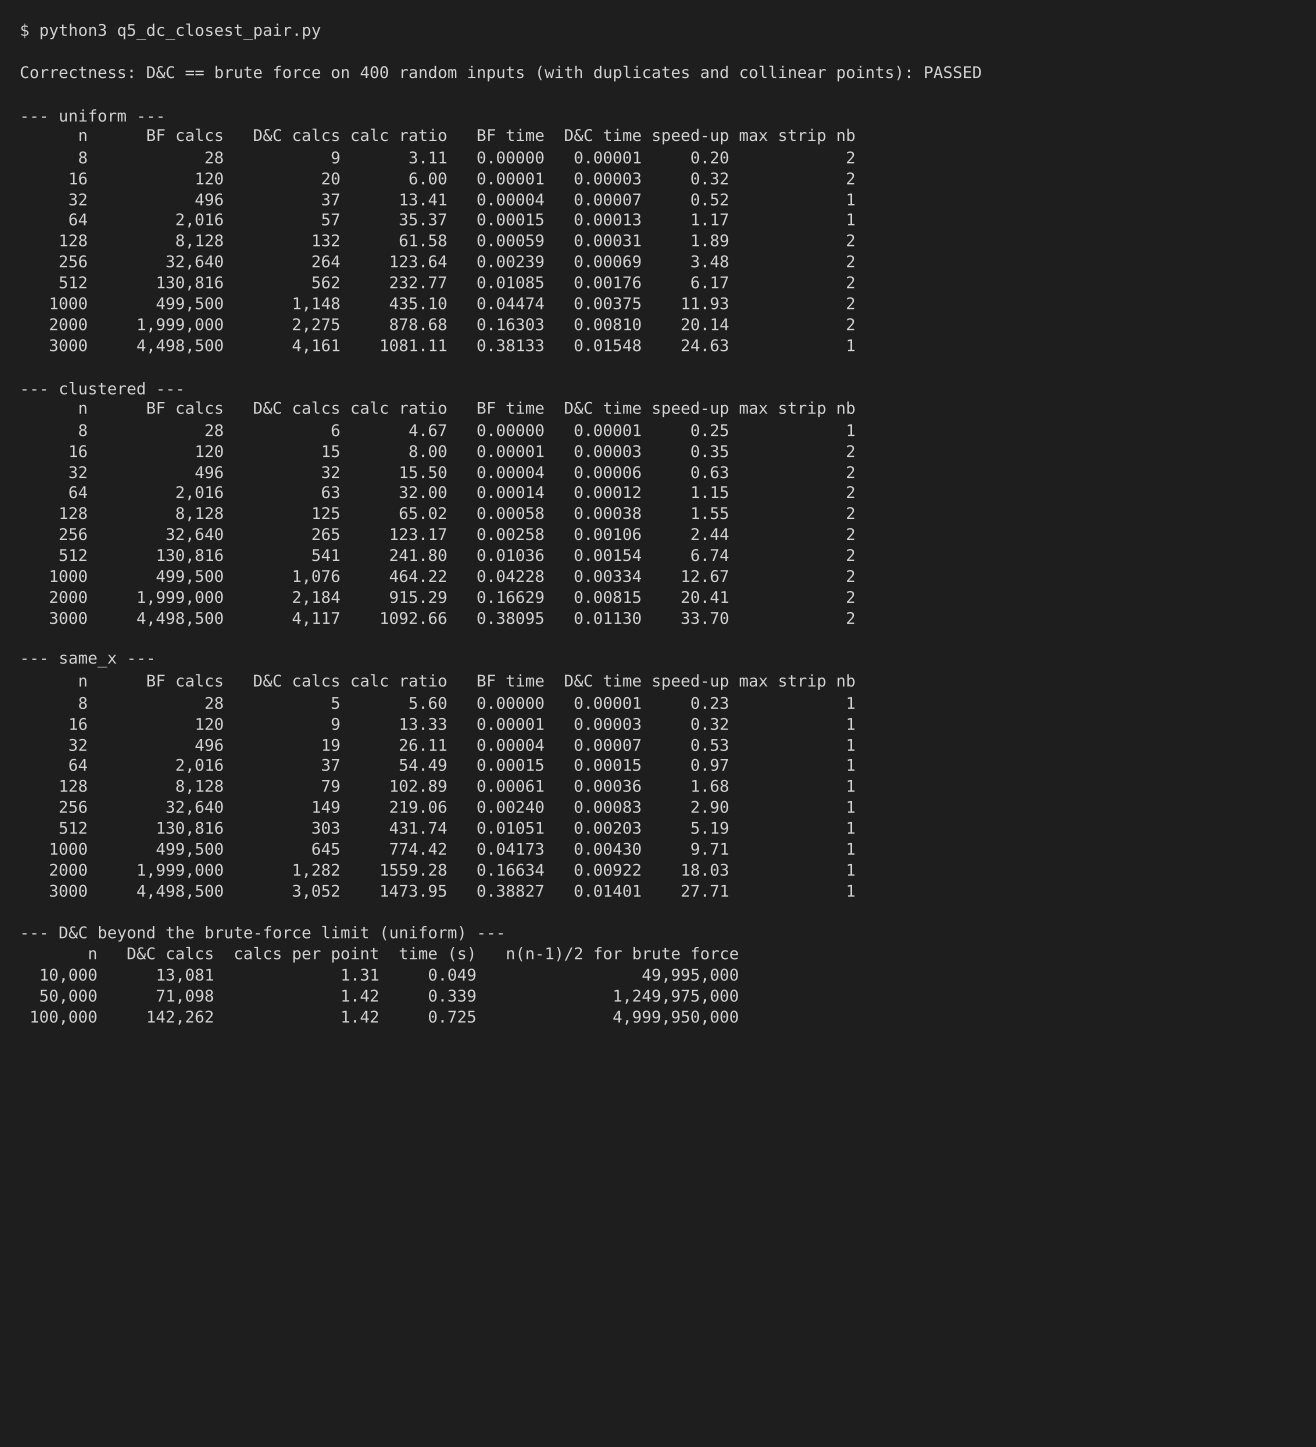 $ python3 q5_dc_closest_pair.py
Correctness: D&C == brute force on 400 random inputs (with duplicates and collinear points): PASSED
--- uniform ---
n BF calcs D&C calcs calc ratio BF time D&C time speed-up max strip nb
8 28 9 3.11 0.00000 0.00001 0.20 2
16 120 20 6.00 0.00001 0.00003 0.32 2
32 496 37 13.41 0.00004 0.00007 0.52 1
64 2,016 57 35.37 0.00015 0.00013 1.17 1
128 8,128 132 61.58 0.00059 0.00031 1.89 2
256 32,640 264 123.64 0.00239 0.00069 3.48 2
512 130,816 562 232.77 0.01085 0.00176 6.17 2
1000 499,500 1,148 435.10 0.04474 0.00375 11.93 2
2000 1,999,000 2,275 878.68 0.16303 0.00810 20.14 2
3000 4,498,500 4,161 1081.11 0.38133 0.01548 24.63 1
--- clustered ---
n BF calcs D&C calcs calc ratio BF time D&C time speed-up max strip nb
8 28 6 4.67 0.00000 0.00001 0.25 1
16 120 15 8.00 0.00001 0.00003 0.35 2
32 496 32 15.50 0.00004 0.00006 0.63 2
64 2,016 63 32.00 0.00014 0.00012 1.15 2
128 8,128 125 65.02 0.00058 0.00038 1.55 2
256 32,640 265 123.17 0.00258 0.00106 2.44 2
512 130,816 541 241.80 0.01036 0.00154 6.74 2
1000 499,500 1,076 464.22 0.04228 0.00334 12.67 2
2000 1,999,000 2,184 915.29 0.16629 0.00815 20.41 2
3000 4,498,500 4,117 1092.66 0.38095 0.01130 33.70 2
--- same_x ---
n BF calcs D&C calcs calc ratio BF time D&C time speed-up max strip nb
8 28 5 5.60 0.00000 0.00001 0.23 1
16 120 9 13.33 0.00001 0.00003 0.32 1
32 496 19 26.11 0.00004 0.00007 0.53 1
64 2,016 37 54.49 0.00015 0.00015 0.97 1
128 8,128 79 102.89 0.00061 0.00036 1.68 1
256 32,640 149 219.06 0.00240 0.00083 2.90 1
512 130,816 303 431.74 0.01051 0.00203 5.19 1
1000 499,500 645 774.42 0.04173 0.00430 9.71 1
2000 1,999,000 1,282 1559.28 0.16634 0.00922 18.03 1
3000 4,498,500 3,052 1473.95 0.38827 0.01401 27.71 1
--- D&C beyond the brute-force limit (uniform) ---
n D&C calcs calcs per point time (s) n(n-1)/2 for brute force
10,000 13,081 1.31 0.049 49,995,000
50,000 71,098 1.42 0.339 1,249,975,000
100,000 142,262 1.42 0.725 4,999,950,000